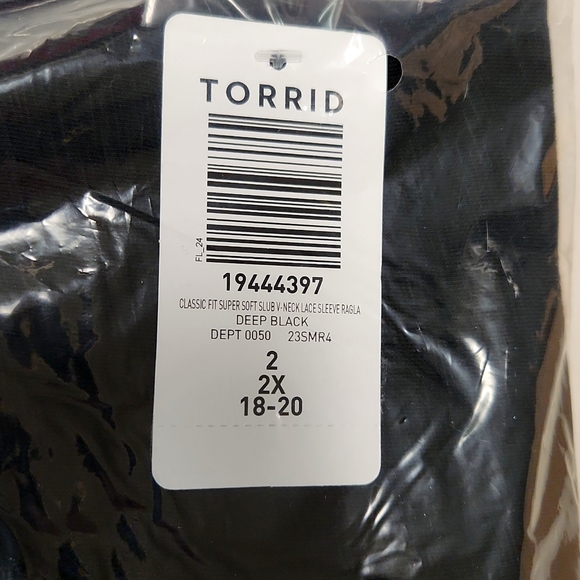 TORRID
FL_24
19444397
CLASSIC FIT SUPER SOFT SLUB V-NECK LACE SLEEVE RAGLA
DEEP BLACK
DEPT 0050 23SMR4
2
2X
18-20